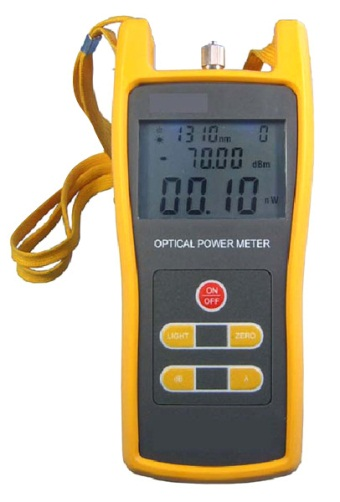 1310nm 0
- 70.00 dBm
00.10 nW
OPTICAL POWER METER
ON
OFF
LIGHT ZERO
λ